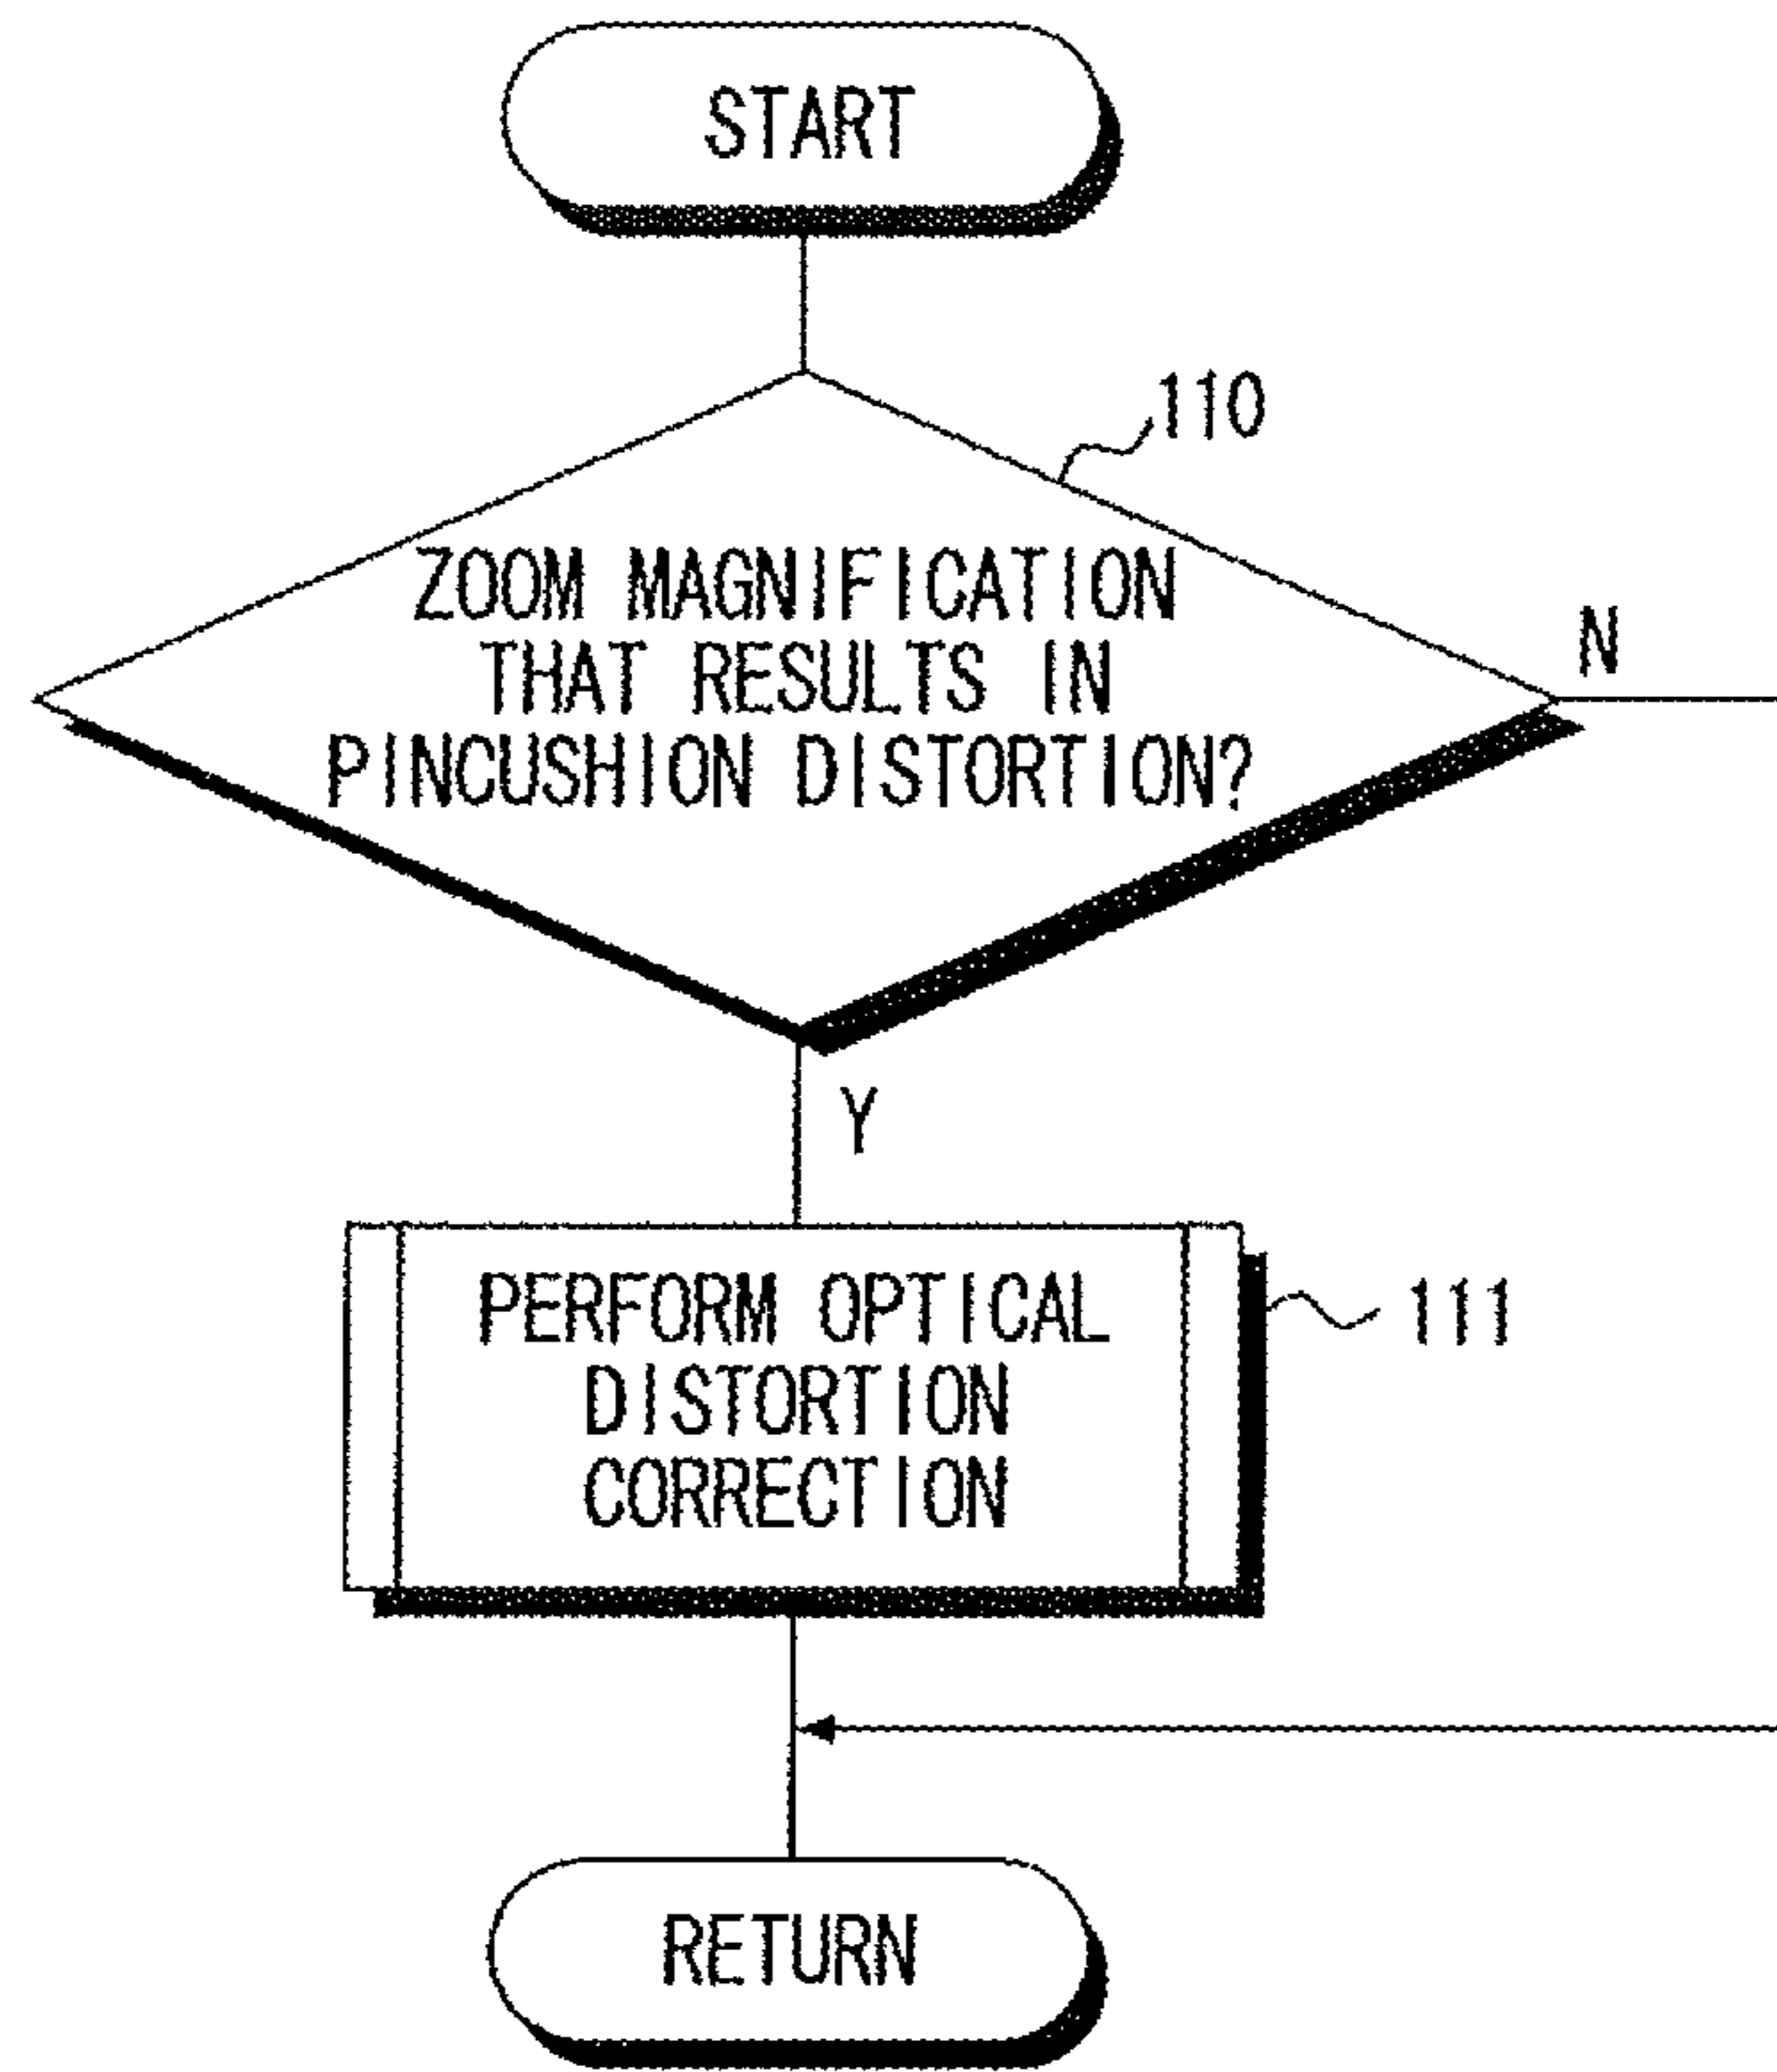 START
110
ZOOM MAGNIFICATION
THAT RESULTS IN
PINCUSHION DISTORTION?
N
Y
PERFORM OPTICAL
DISTORTION
CORRECTION
111
RETURN